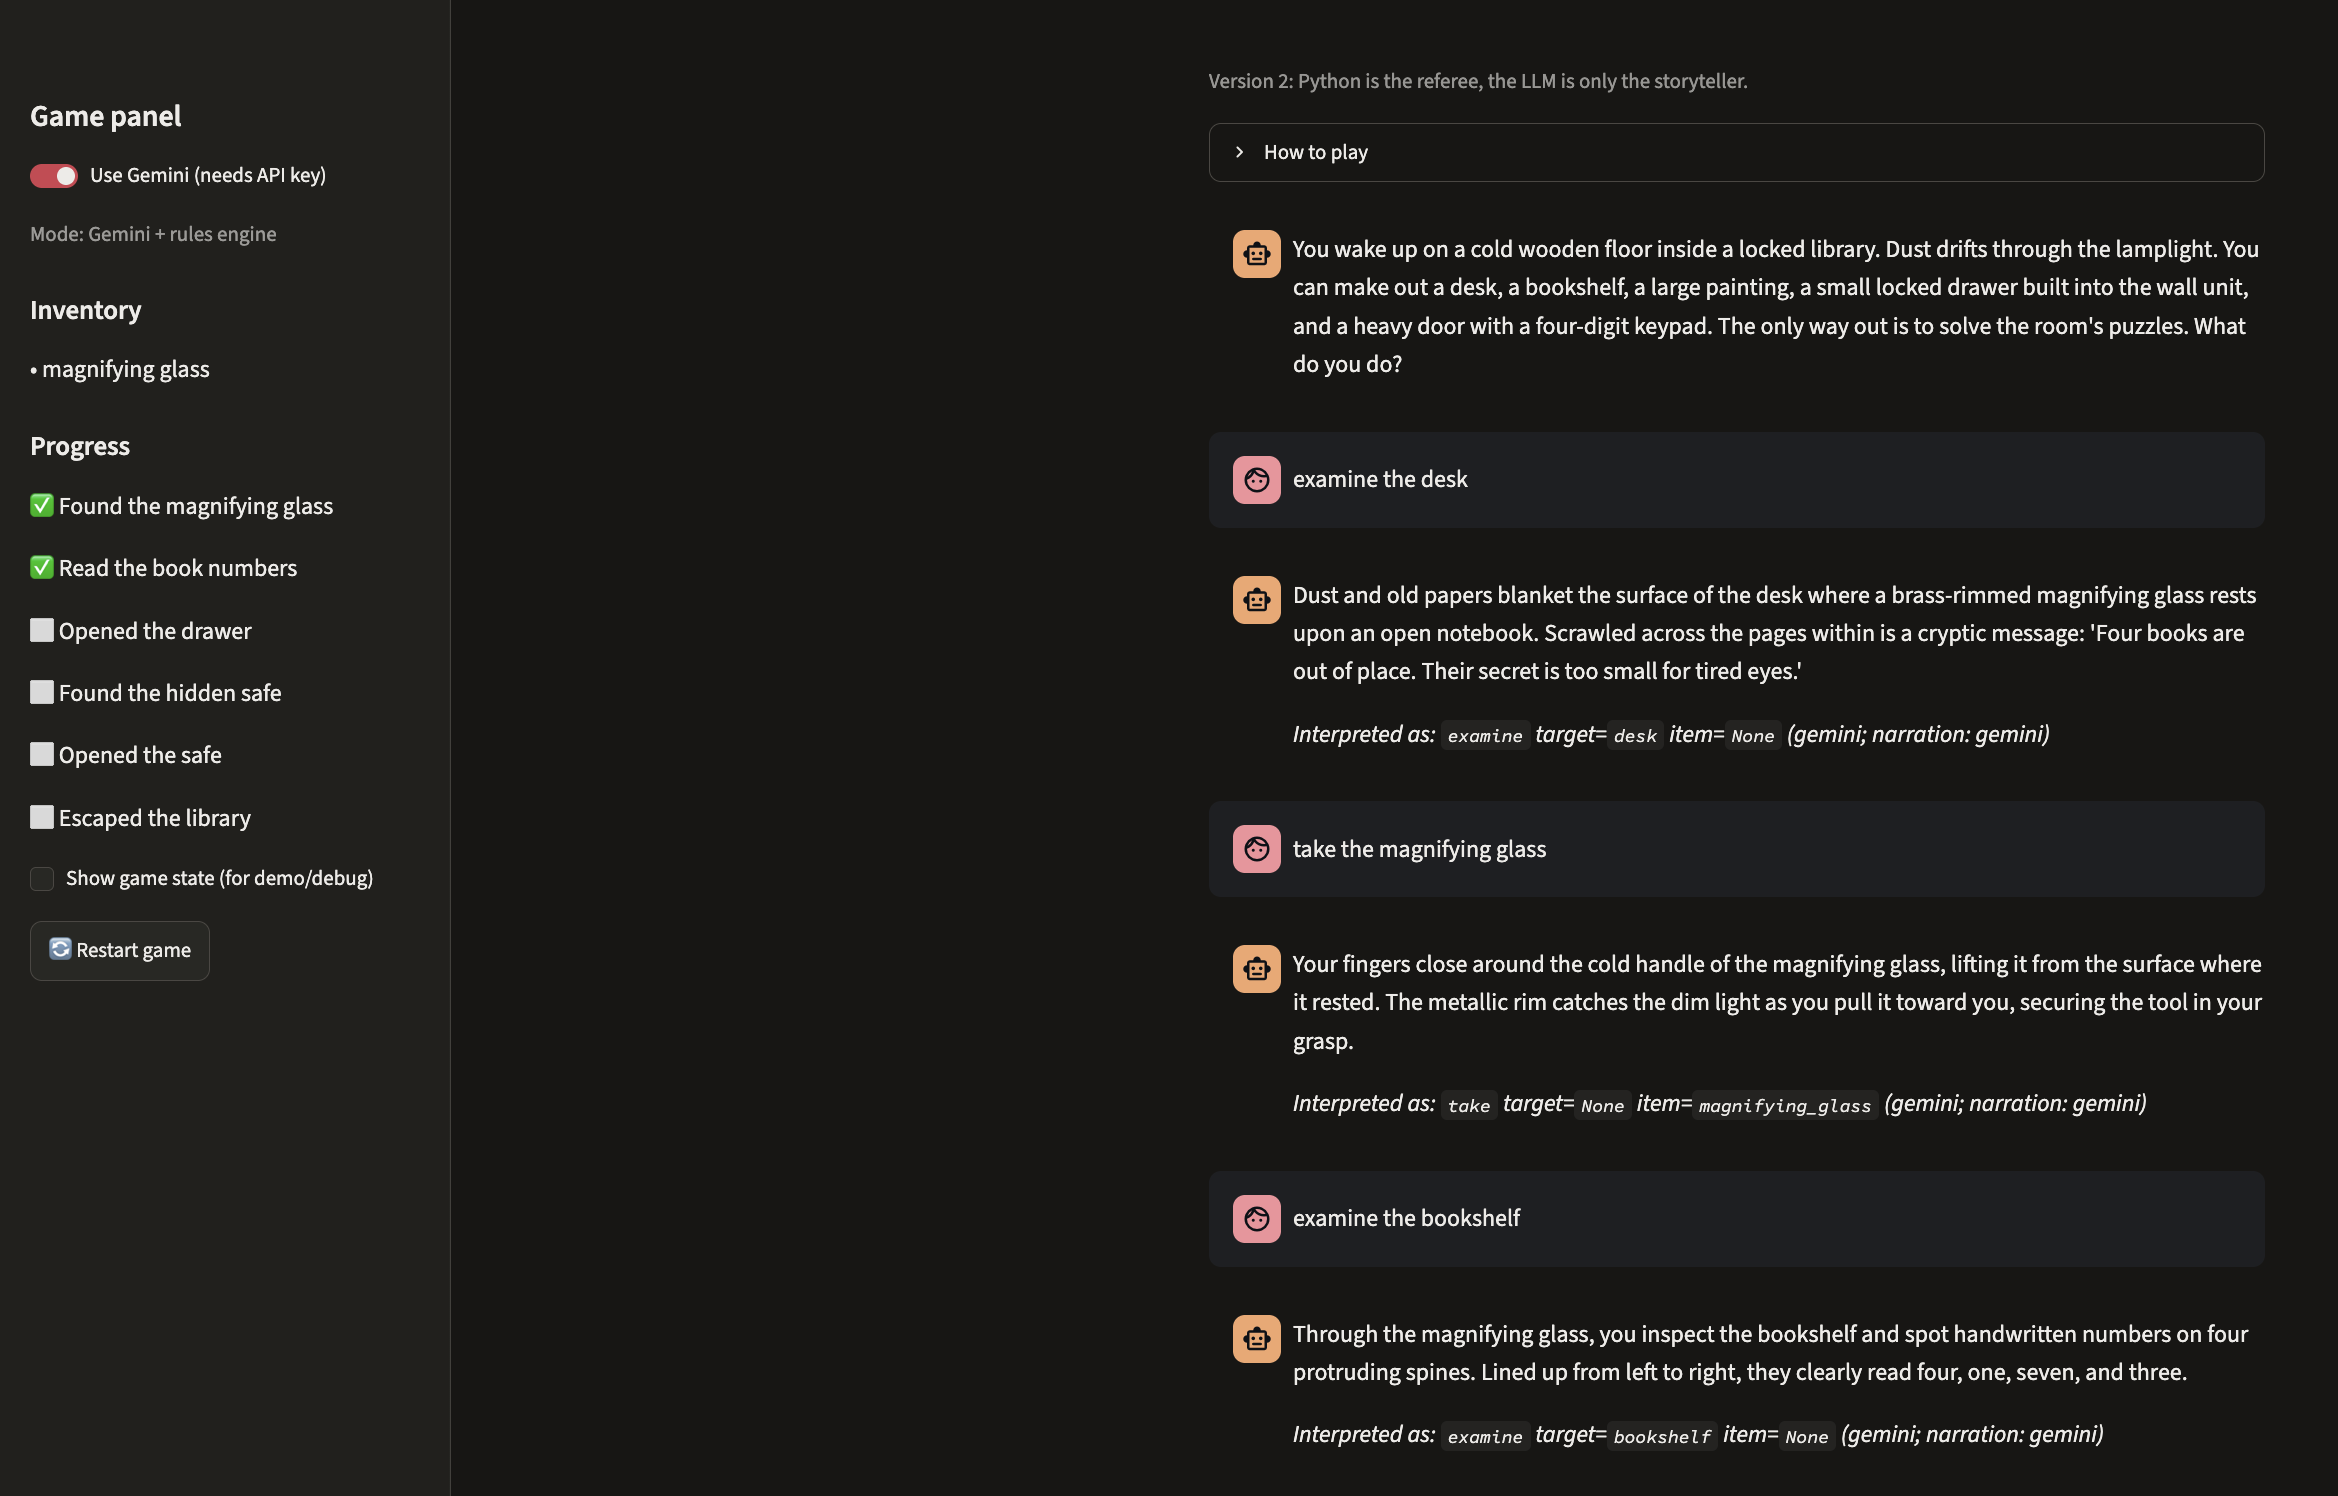 Game panel
Use Gemini (needs API key)
Mode: Gemini + rules engine
Inventory
• magnifying glass
Progress
✅ Found the magnifying glass
✅ Read the book numbers
⬜ Opened the drawer
⬜ Found the hidden safe
⬜ Opened the safe
⬜ Escaped the library
Show game state (for demo/debug)
🔄 Restart game
Version 2: Python is the referee, the LLM is only the storyteller.
How to play
You wake up on a cold wooden floor inside a locked library. Dust drifts through the lamplight. You
can make out a desk, a bookshelf, a large painting, a small locked drawer built into the wall unit,
and a heavy door with a four-digit keypad. The only way out is to solve the room's puzzles. What
do you do?
examine the desk
Dust and old papers blanket the surface of the desk where a brass-rimmed magnifying glass rests
upon an open notebook. Scrawled across the pages within is a cryptic message: 'Four books are
out of place. Their secret is too small for tired eyes.'
Interpreted as: examine target= desk item= None (gemini; narration: gemini)
take the magnifying glass
Your fingers close around the cold handle of the magnifying glass, lifting it from the surface where
it rested. The metallic rim catches the dim light as you pull it toward you, securing the tool in your
grasp.
Interpreted as: take target= None item= magnifying_glass (gemini; narration: gemini)
examine the bookshelf
Through the magnifying glass, you inspect the bookshelf and spot handwritten numbers on four
protruding spines. Lined up from left to right, they clearly read four, one, seven, and three.
Interpreted as: examine target= bookshelf item= None (gemini; narration: gemini)